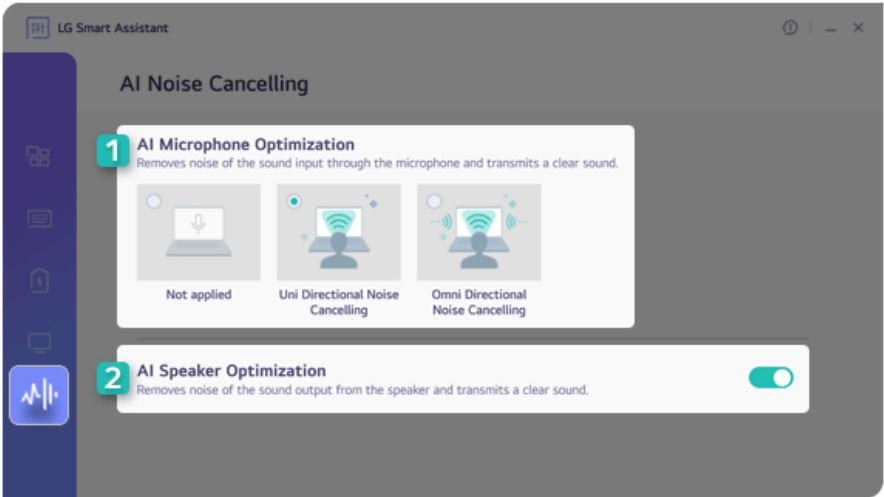 LG Smart Assistant
AI Noise Cancelling
1
AI Microphone Optimization
Removes noise of the sound input through the microphone and transmits a clear sound.
Not applied
Uni Directional Noise
Cancelling
Omni Directional
Noise Cancelling
2
AI Speaker Optimization
Removes noise of the sound output from the speaker and transmits a clear sound.